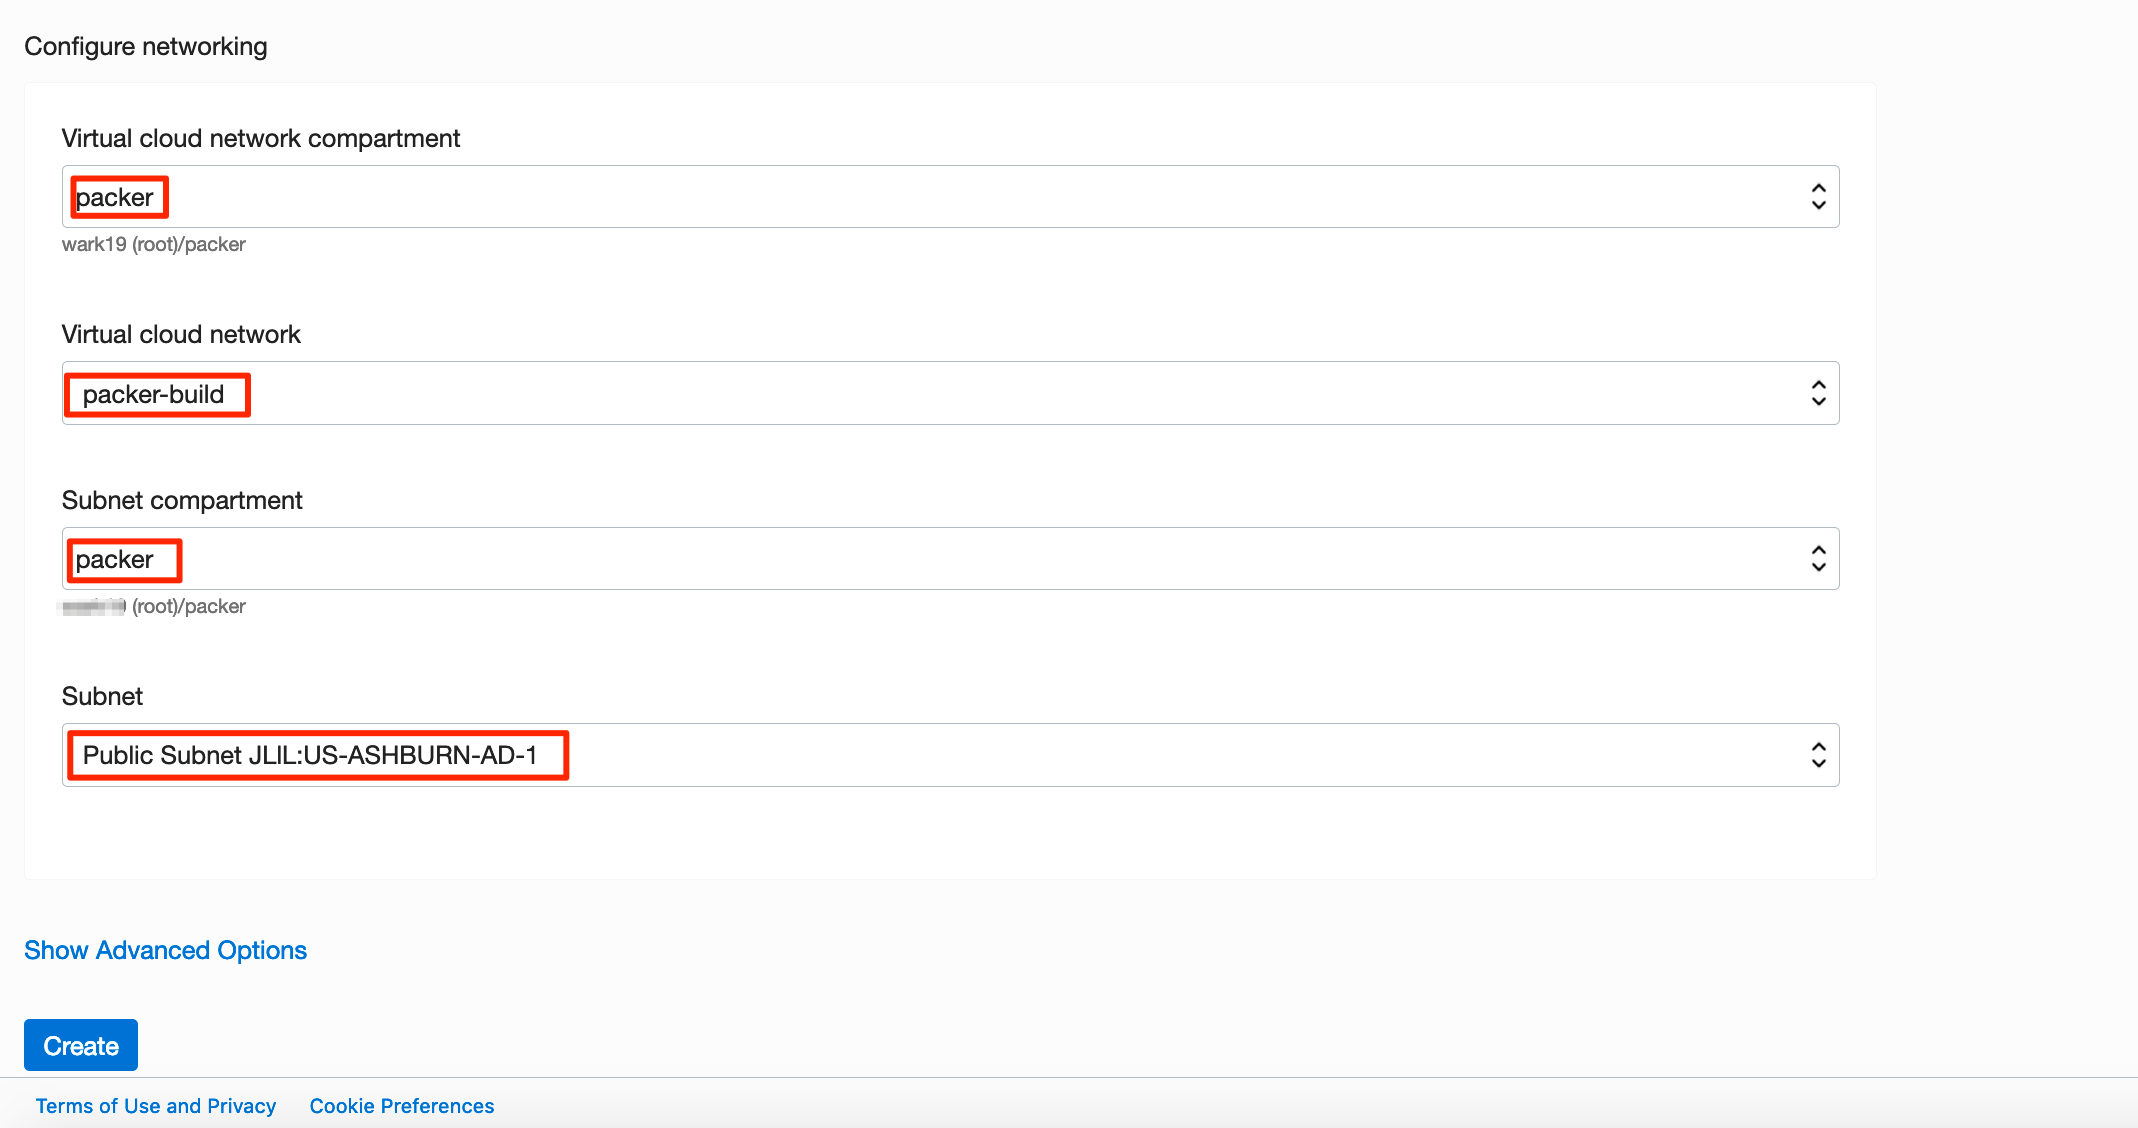 Configure networking
Virtual cloud network compartment
packer
wark19 (root)/packer
Virtual cloud network
packer-build
Subnet compartment
packer
(root)/packer
Subnet
Public Subnet JLIL:US-ASHBURN-AD-1
Show Advanced Options
Create
Terms of Use and Privacy Cookie Preferences